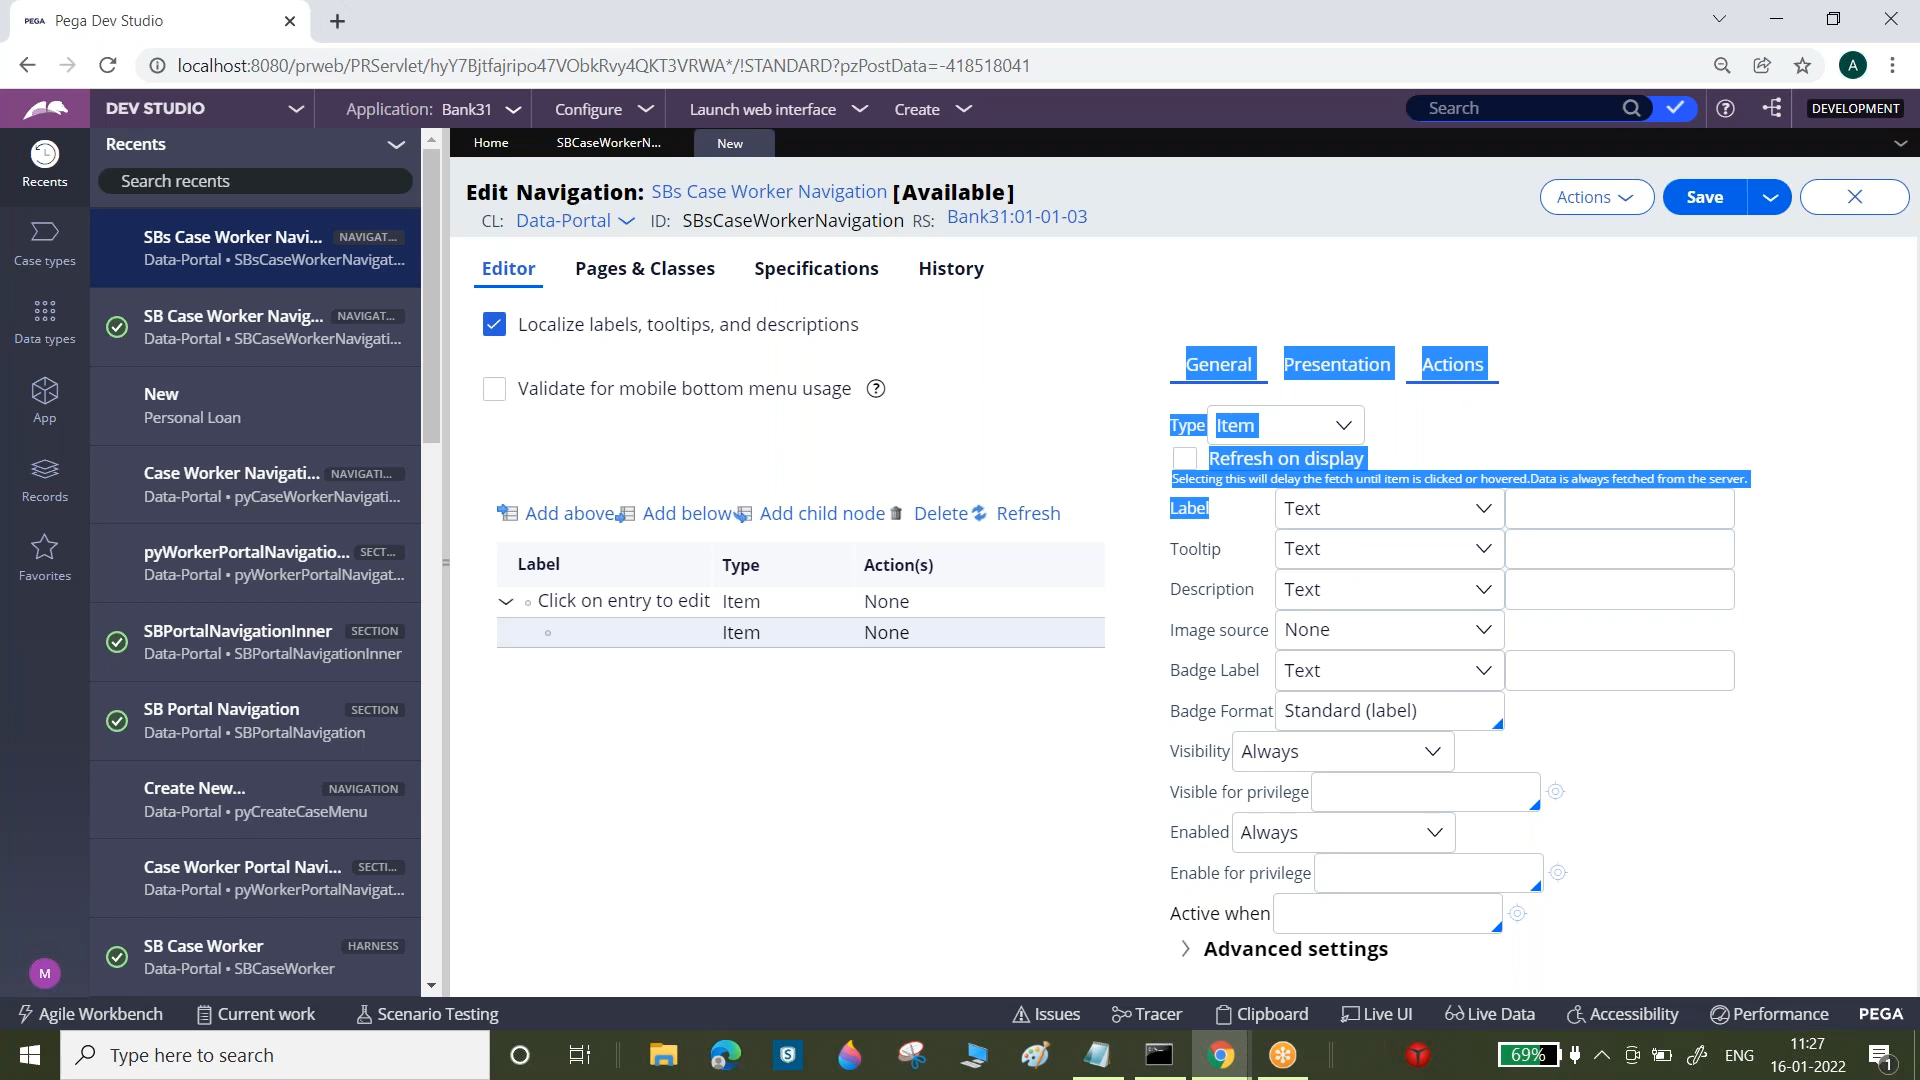 PEGA Pega Dev Studio
localhost:8080/prweb/PRServlet/hyY7Bjtfajripo47VObkRvy4QKT3VRWA*/!STANDARD?pzPostData=-418518041
A
DEV STUDIO
Application: Bank31
Configure
Launch web interface
Create
Search
DEVELOPMENT
Recents
Case types
Data types
App
Records
Favorites
M
Recents
Search recents
SBs Case Worker Navi... NAVIGAT...
Data-Portal • SBsCaseWorkerNavigat...
SB Case Worker Navig... NAVIGAT...
Data-Portal • SBCaseWorkerNavigati...
New
Personal Loan
Case Worker Navigati... NAVIGATI...
Data-Portal • pyCaseWorkerNavigati...
pyWorkerPortalNavigatio... SECT...
Data-Portal • pyWorkerPortalNavigat...
SBPortalNavigationInner SECTION
Data-Portal • SBPortalNavigationInner
SB Portal Navigation SECTION
Data-Portal • SBPortalNavigation
Create New... NAVIGATION
Data-Portal • pyCreateCaseMenu
Case Worker Portal Navi... SECTI...
Data-Portal • pyWorkerPortalNavigat...
SB Case Worker HARNESS
Data-Portal • SBCaseWorker
Home SBCaseWorkerN... New
Edit Navigation: SBs Case Worker Navigation [Available]
CL: Data-Portal ID: SBsCaseWorkerNavigation RS: Bank31:01-01-03
Actions Save
Editor Pages & Classes Specifications History
Localize labels, tooltips, and descriptions
Validate for mobile bottom menu usage ?
Add above Add below Add child node Delete Refresh
Label Type Action(s)
Click on entry to edit Item None
Item None
General Presentation Actions
Type Item
Refresh on display
Selecting this will delay the fetch until item is clicked or hovered.Data is always fetched from the server.
Label Text
Tooltip Text
Description Text
Image source None
Badge Label Text
Badge Format Standard (label)
Visibility Always
Visible for privilege
Enabled Always
Enable for privilege
Active when
Advanced settings
Agile Workbench Current work Scenario Testing Issues Tracer Clipboard Live UI Live Data Accessibility Performance PEGA
Type here to search
69%
ENG
11:27
16-01-2022
1